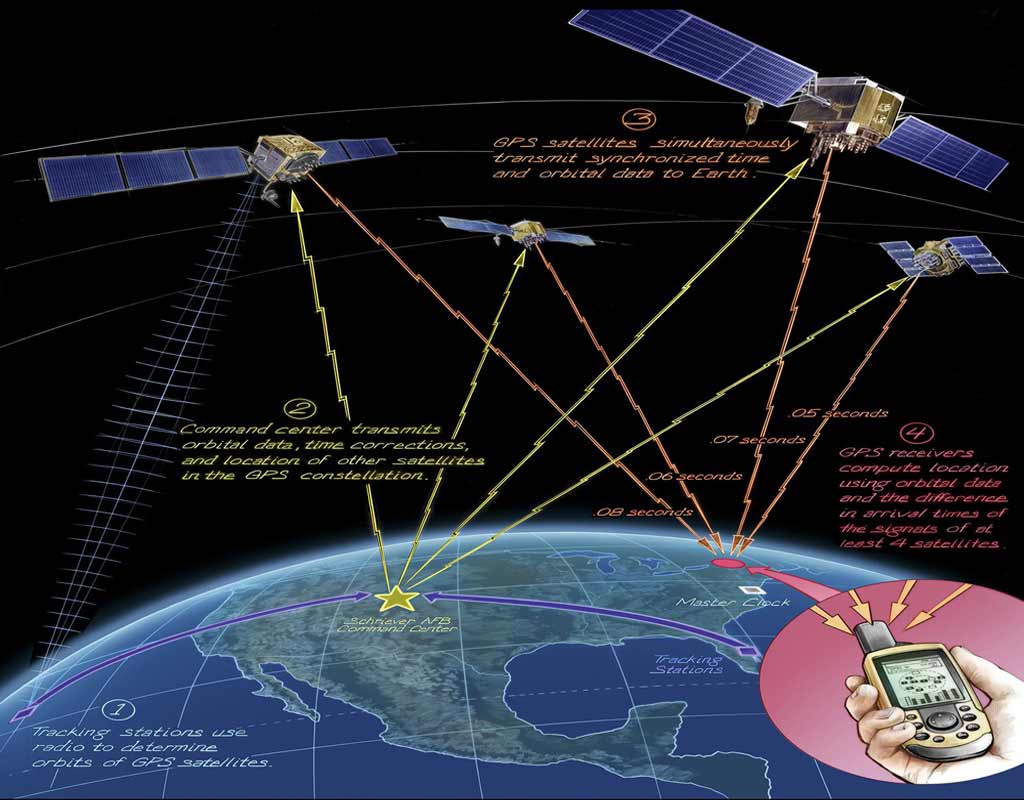 3
GPS satellites simultaneously
transmit synchronized time
and orbital data to Earth.
2
Command center transmits
orbital data, time corrections,
and location of other satellites
in the GPS constellation.
.05 seconds
.07 seconds
.06 seconds
.08 seconds
4
GPS receivers
compute location
using orbital data
and the difference
in arrival times of
the signals of at
least 4 satellites.
Schriever AFB
Command Center
Master Clock
Tracking
Stations
1
Tracking stations use
radio to determine
orbits of GPS satellites.